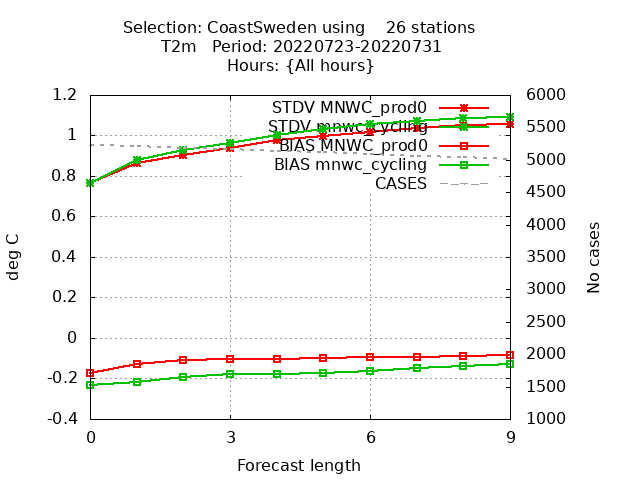 Selection: CoastSweden using    26 stations
T2m   Period: 20220723-20220731
Hours: {All hours}
STDV MNWC_prod0
STDV mnwc_cycling
BIAS MNWC_prod0
BIAS mnwc_cycling
CASES
1.2
1
0.8
0.6
0.4
0.2
0
-0.2
-0.4
deg C
6000
5500
5000
4500
4000
3500
3000
2500
2000
1500
1000
No cases
0 3 6 9
Forecast length